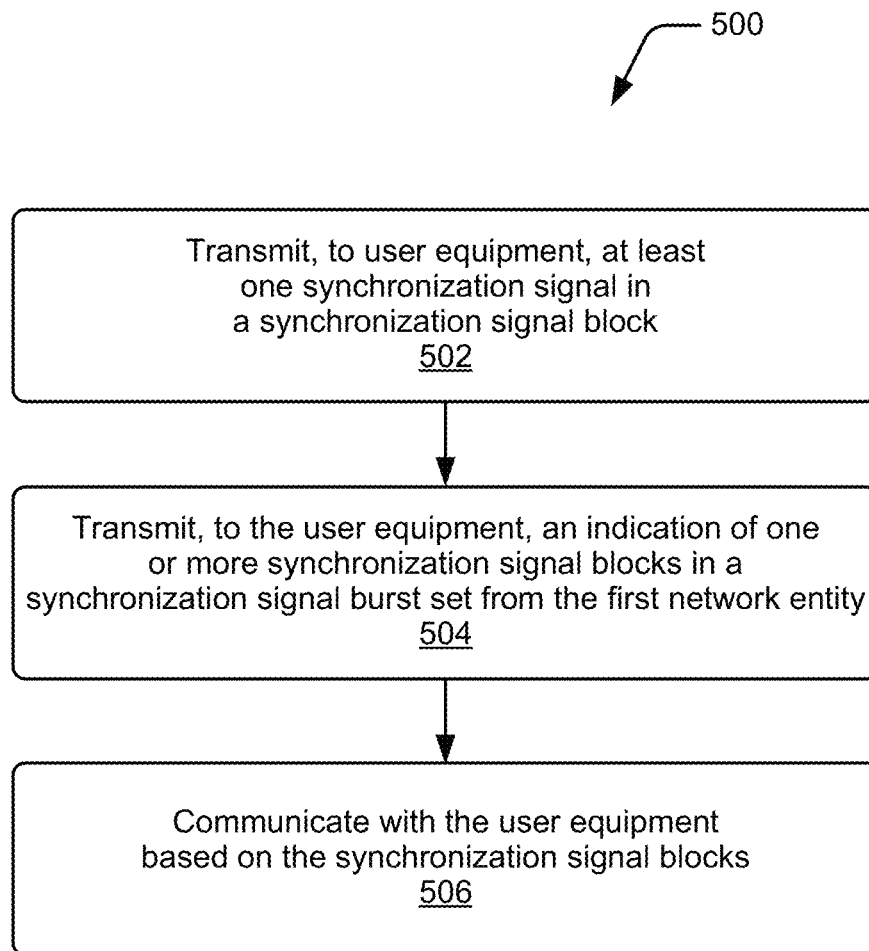 500
Transmit, to user equipment, at least
one synchronization signal in
a synchronization signal block
502
Transmit, to the user equipment, an indication of one
or more synchronization signal blocks in a
synchronization signal burst set from the first network entity
504
Communicate with the user equipment
based on the synchronization signal blocks
506